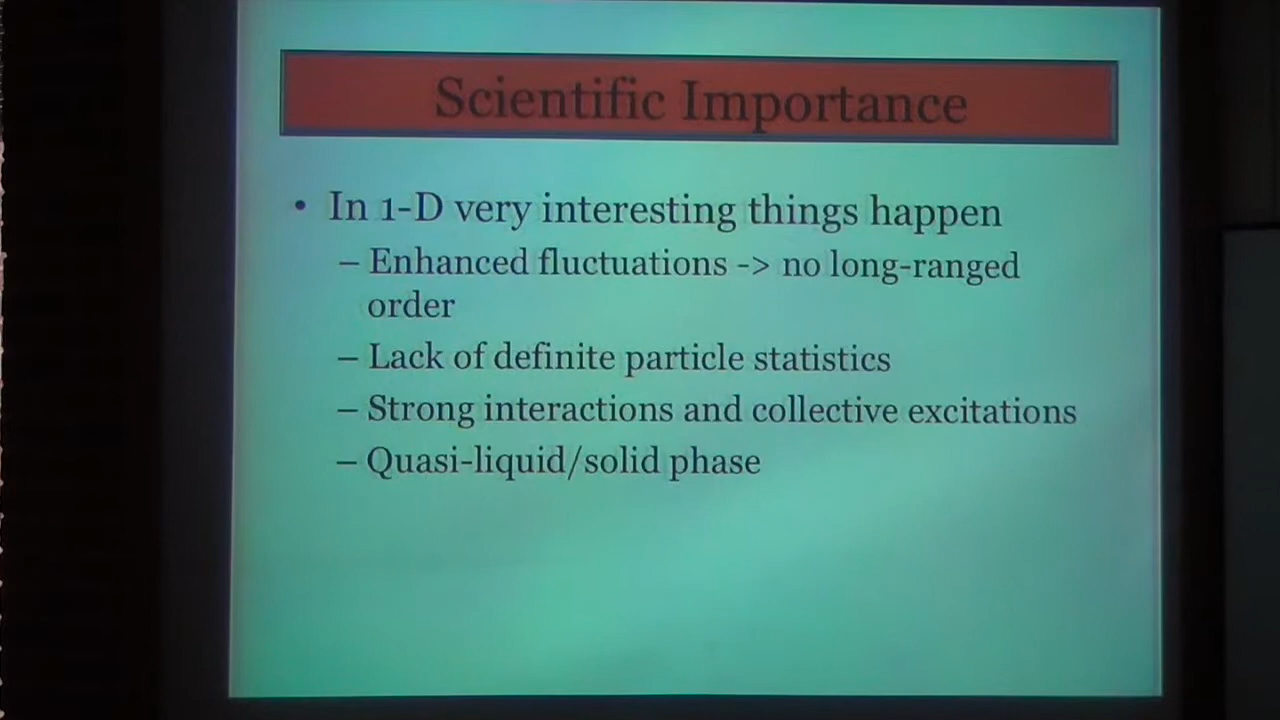 Scientific Importance
• In 1-D very interesting things happen
– Enhanced fluctuations -> no long-ranged
order
– Lack of definite particle statistics
– Strong interactions and collective excitations
– Quasi-liquid/solid phase